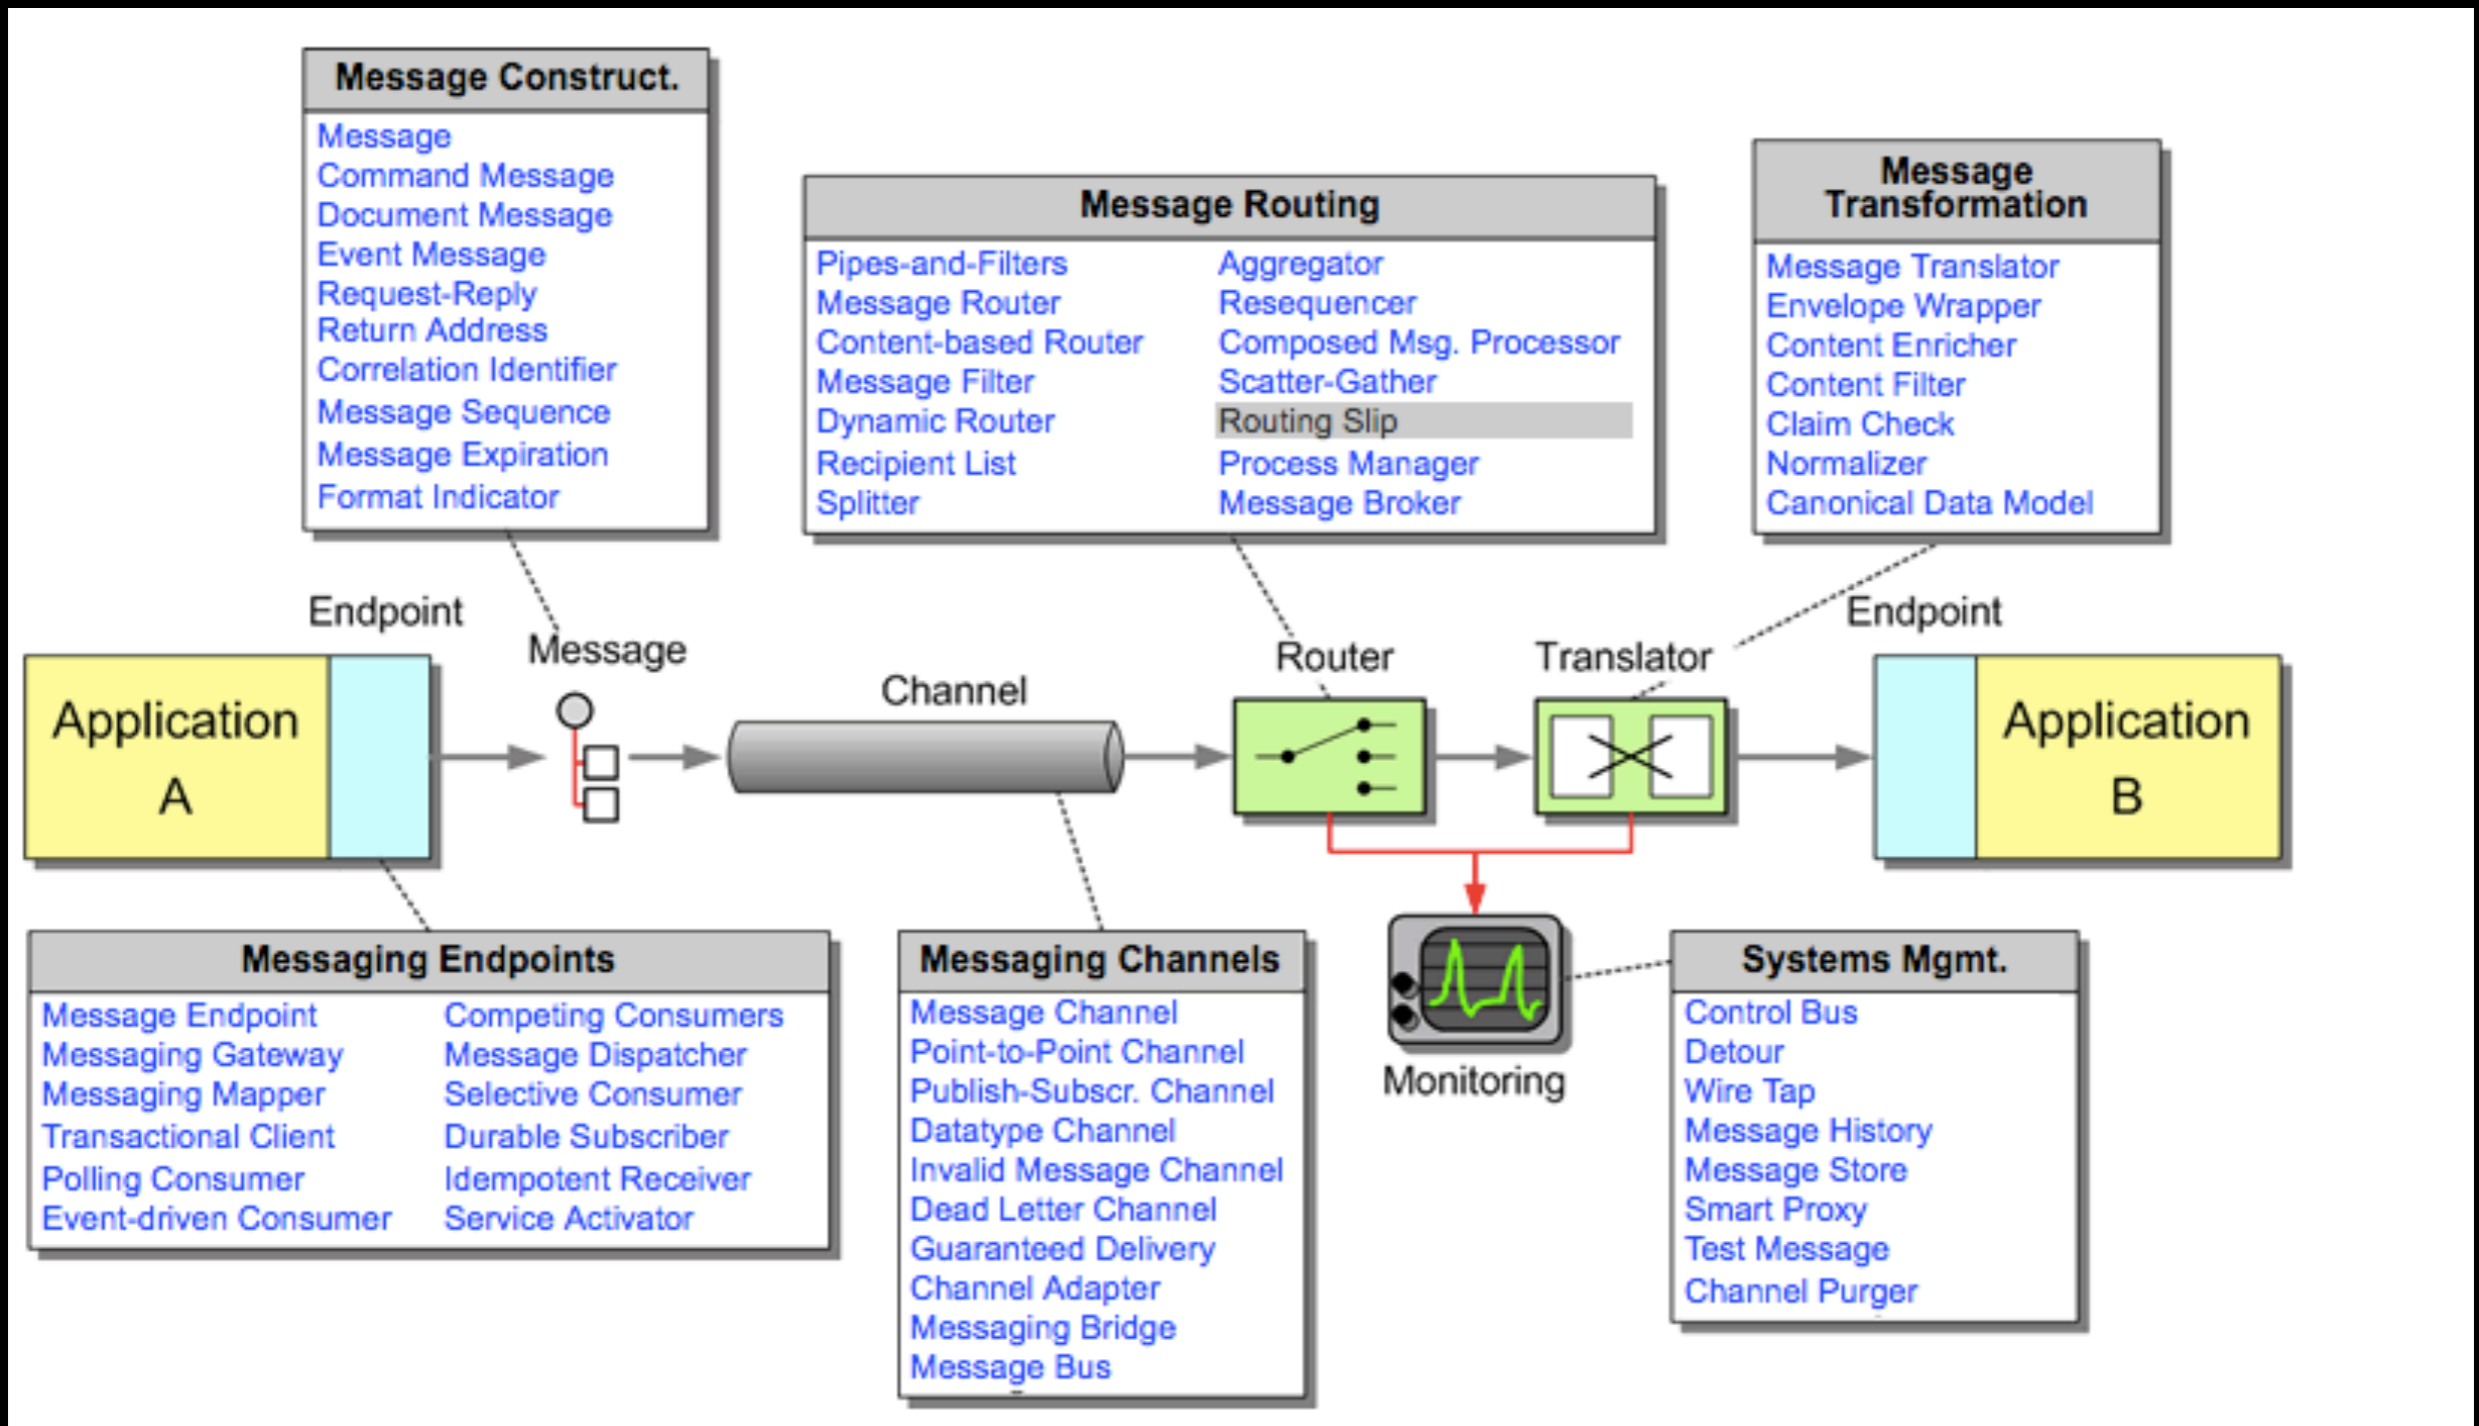 Message Construct.
Message
Command Message
Document Message
Event Message
Request-Reply
Return Address
Correlation Identifier
Message Sequence
Message Expiration
Format Indicator
Message Routing
Pipes-and-Filters
Message Router
Content-based Router
Message Filter
Dynamic Router
Recipient List
Splitter
Aggregator
Resequencer
Composed Msg. Processor
Scatter-Gather
Routing Slip
Process Manager
Message Broker
Message
Transformation
Message Translator
Envelope Wrapper
Content Enricher
Content Filter
Claim Check
Normalizer
Canonical Data Model
Endpoint
Message
Channel
Router
Translator
Endpoint
Application
A
Application
B
Messaging Endpoints
Message Endpoint
Messaging Gateway
Messaging Mapper
Transactional Client
Polling Consumer
Event-driven Consumer
Competing Consumers
Message Dispatcher
Selective Consumer
Durable Subscriber
Idempotent Receiver
Service Activator
Messaging Channels
Message Channel
Point-to-Point Channel
Publish-Subscr. Channel
Datatype Channel
Invalid Message Channel
Dead Letter Channel
Guaranteed Delivery
Channel Adapter
Messaging Bridge
Message Bus
Monitoring
Systems Mgmt.
Control Bus
Detour
Wire Tap
Message History
Message Store
Smart Proxy
Test Message
Channel Purger